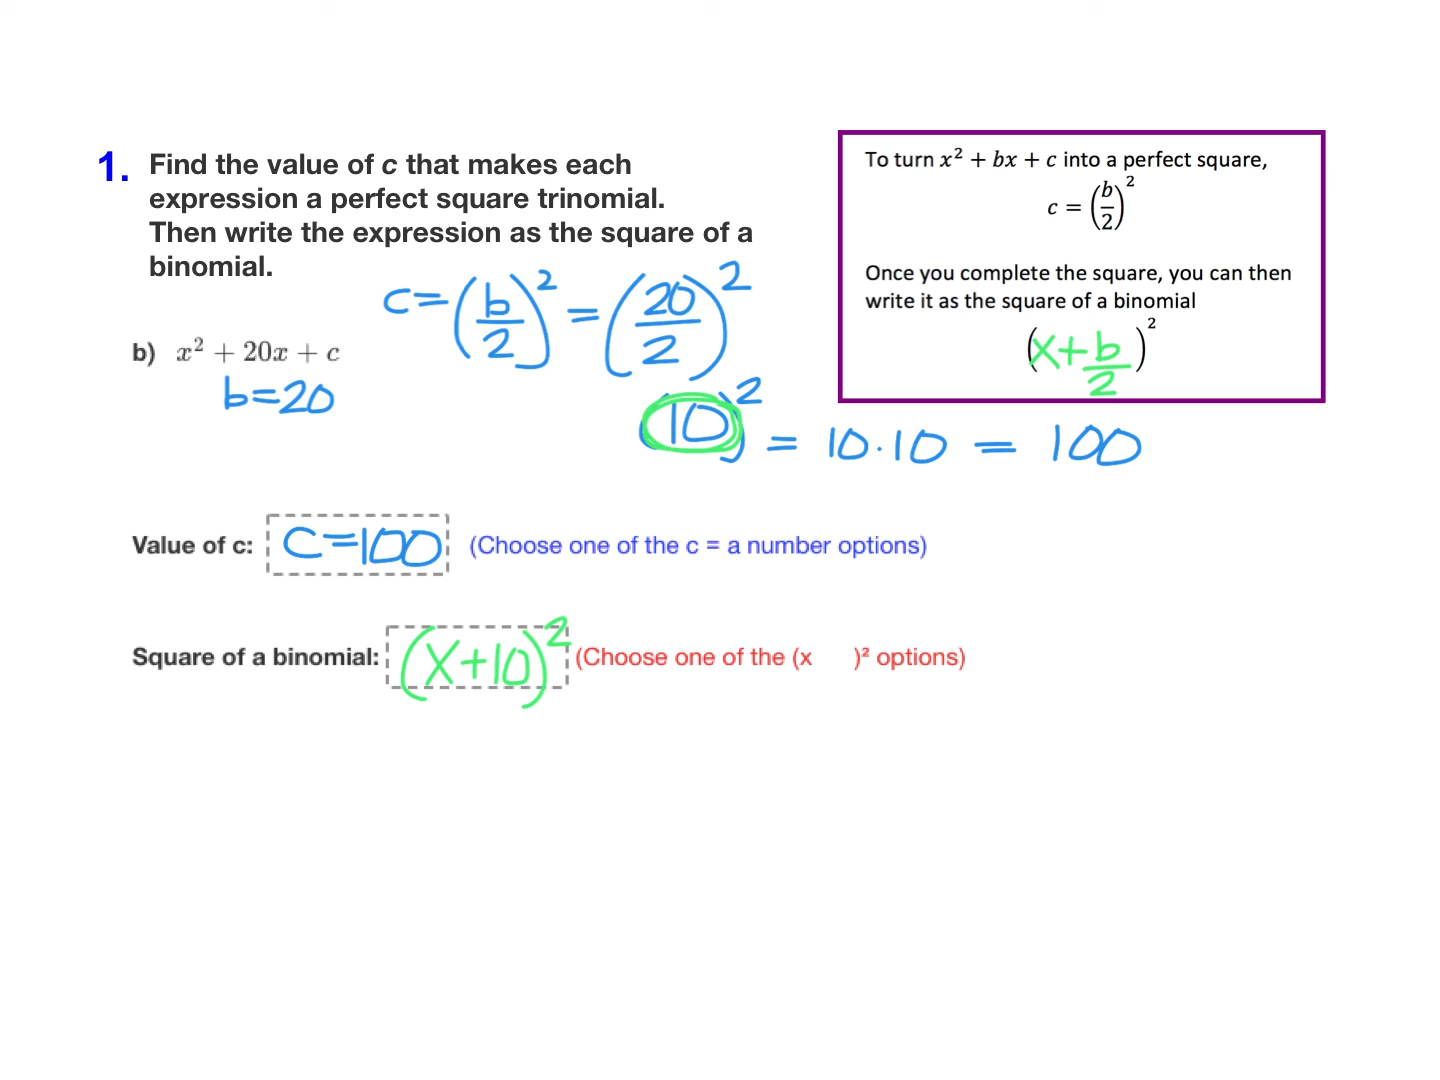 1. Find the value of c that makes each
expression a perfect square trinomial.
Then write the expression as the square of a
binomial.
c = (b/2)² = (20/2)²
b) x² + 20x + c
b=20
(10)² = 10·10 = 100
To turn x² + bx + c into a perfect square,
c = (b/2)²
Once you complete the square, you can then
write it as the square of a binomial
(x+b/2)²
Value of c: C=100 (Choose one of the c = a number options)
Square of a binomial: (x+10)² (Choose one of the (x )² options)